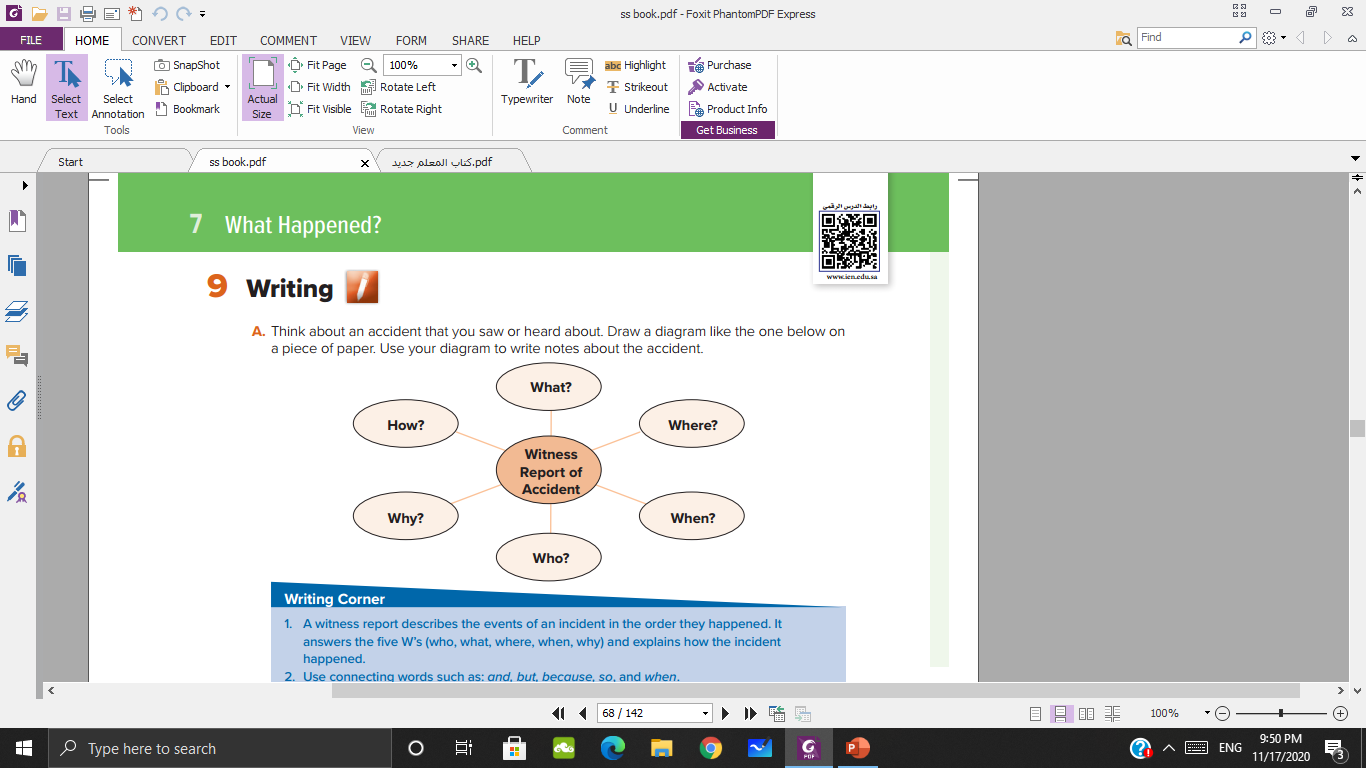 ss book.pdf - Foxit PhantomPDF Express
FILE HOME CONVERT EDIT COMMENT VIEW FORM SHARE HELP
Find
Hand
Select Text
Select Annotation
SnapShot
Clipboard
Bookmark
Tools
Actual Size
Fit Page
Fit Width
Fit Visible
100%
Rotate Left
Rotate Right
View
Typewriter
Note
abc Highlight
T Strikeout
U Underline
Comment
Purchase
Activate
Product Info
Get Business
Start
ss book.pdf
كتاب المعلم جديد.pdf
7 What Happened?
رابط الدرس الرقمي
www.ien.edu.sa
9 Writing
A. Think about an accident that you saw or heard about. Draw a diagram like the one below on
a piece of paper. Use your diagram to write notes about the accident.
What?
How?
Where?
Witness
Report of
Accident
Why?
When?
Who?
Writing Corner
1. A witness report describes the events of an incident in the order they happened. It
answers the five W's (who, what, where, when, why) and explains how the incident
happened.
2. Use connecting words such as: and, but, because, so, and when.
68 / 142
100%
Type here to search
PDF
ENG
9:50 PM
11/17/2020
3